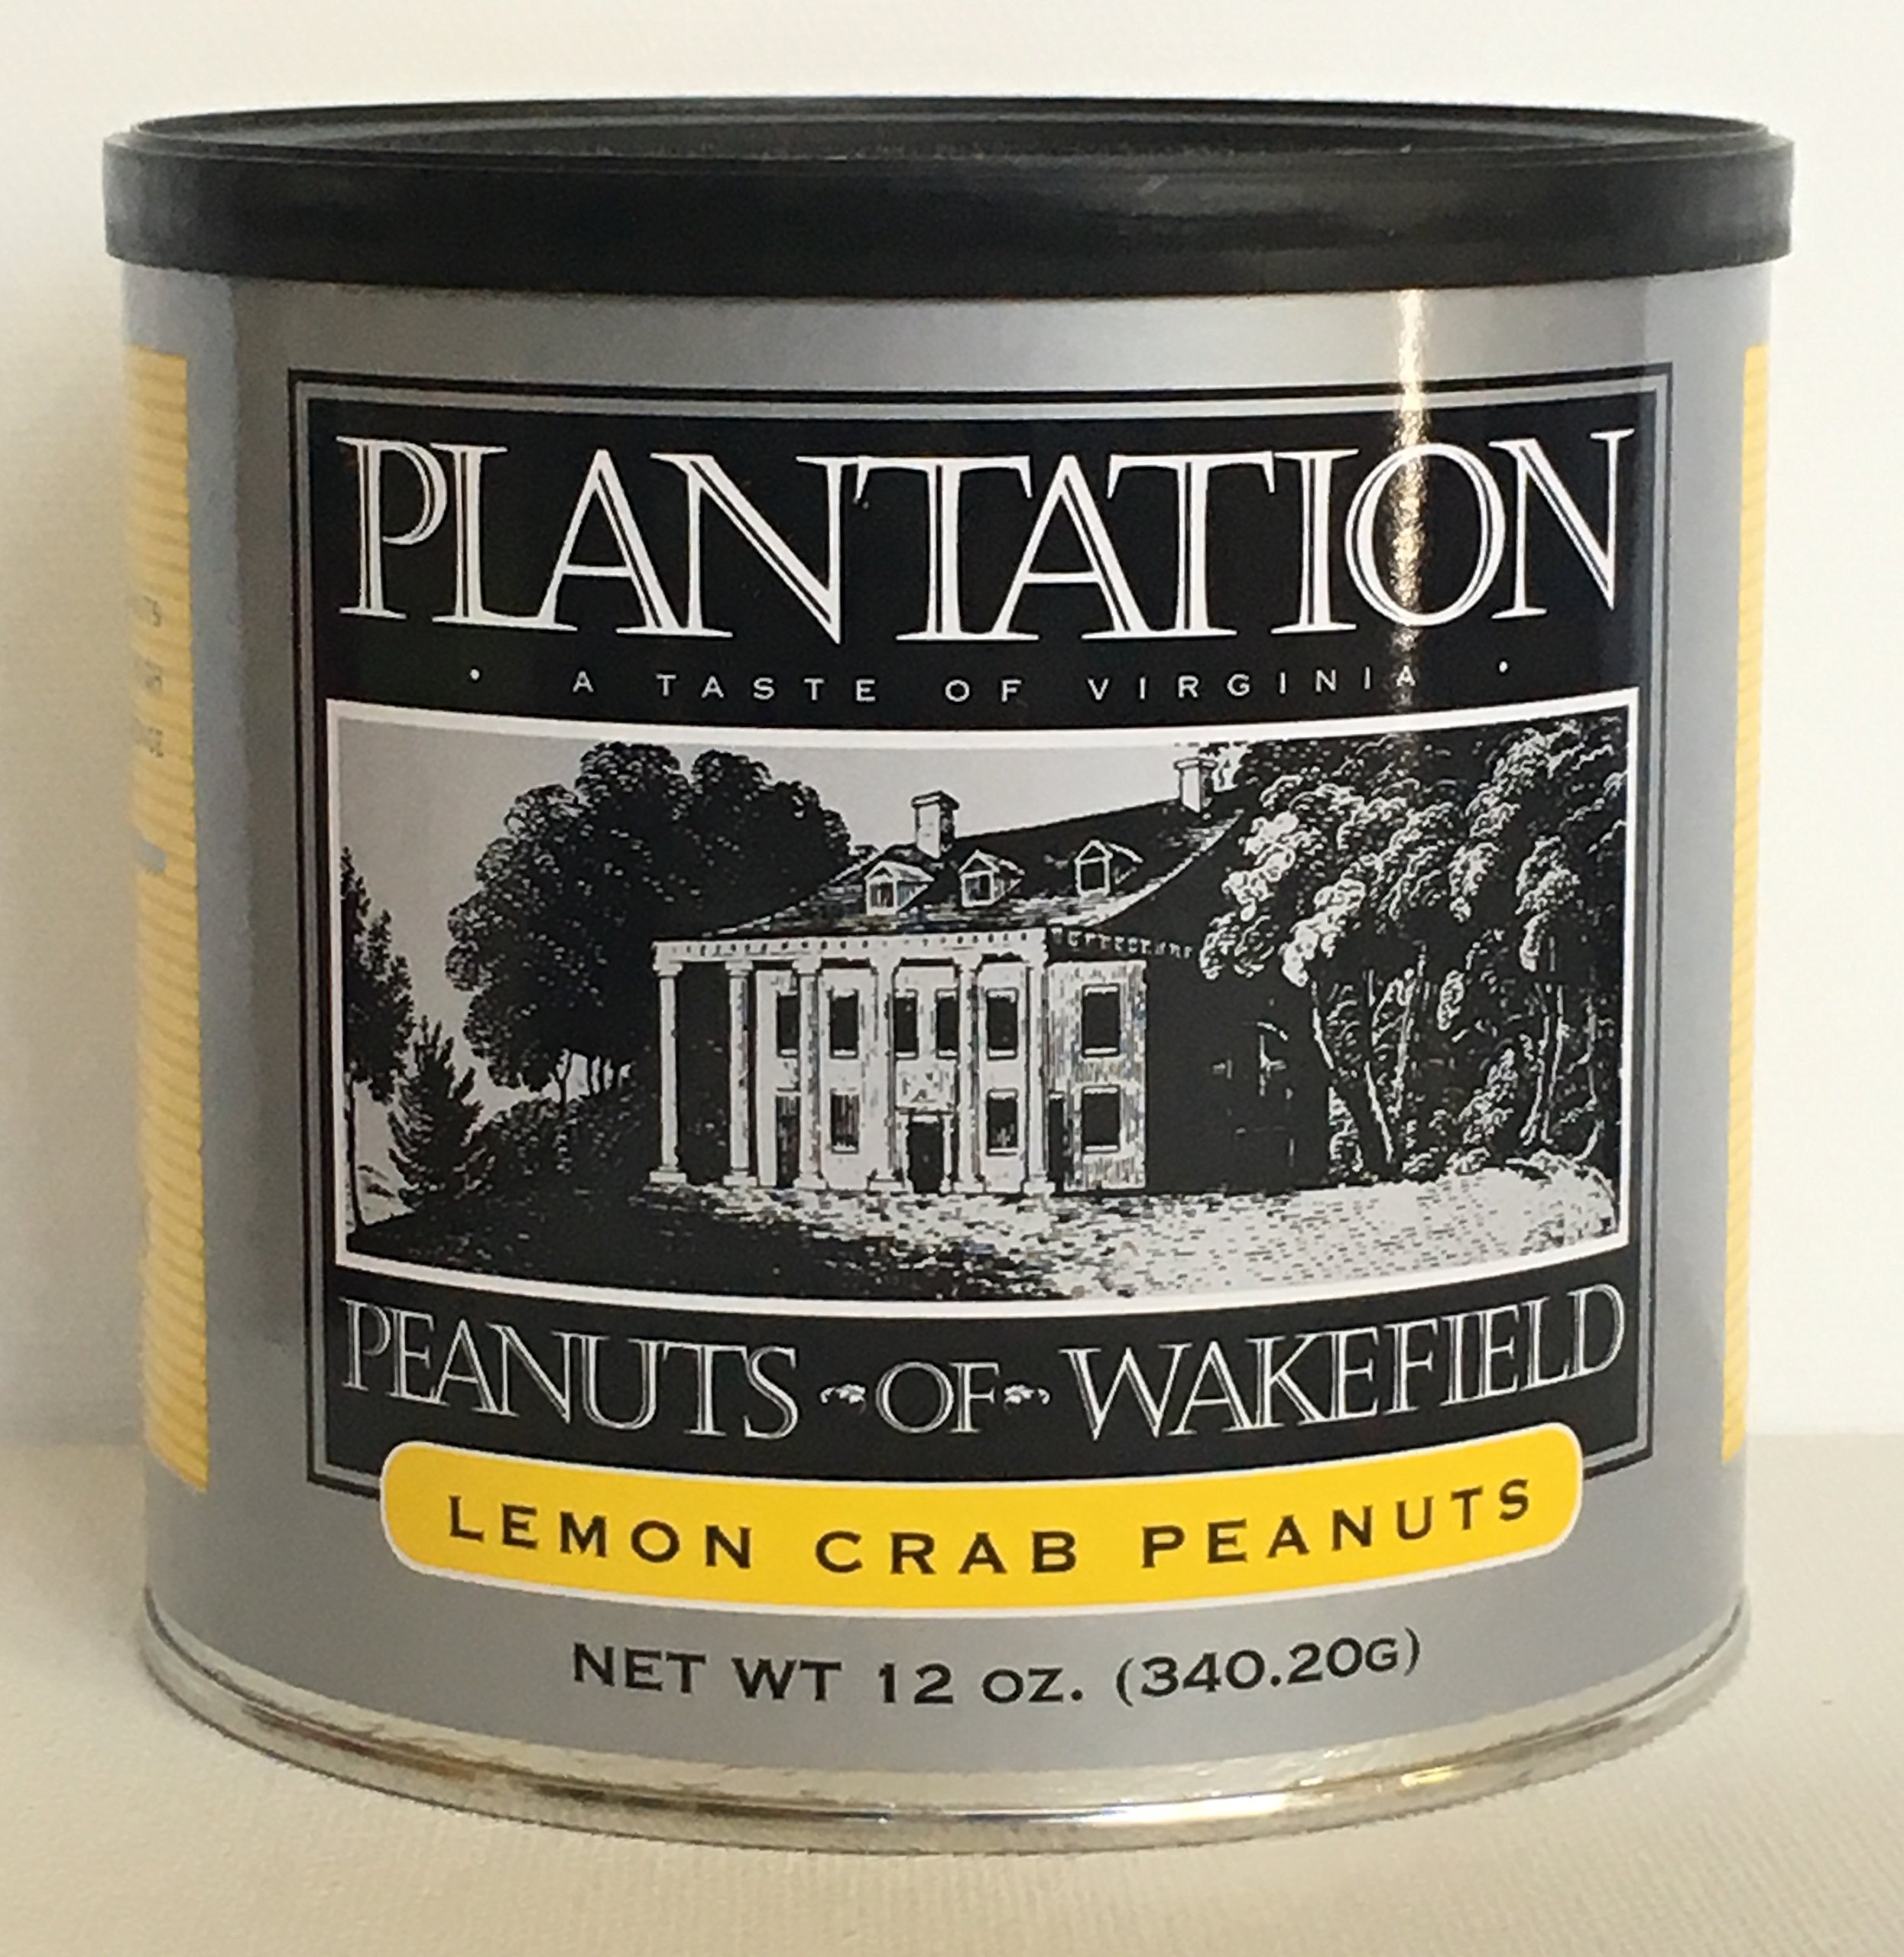 PLANTATION
• A TASTE OF VIRGINIA •
PEANUTS OF WAKEFIELD
LEMON CRAB PEANUTS
NET WT 12 OZ. (340.20G)